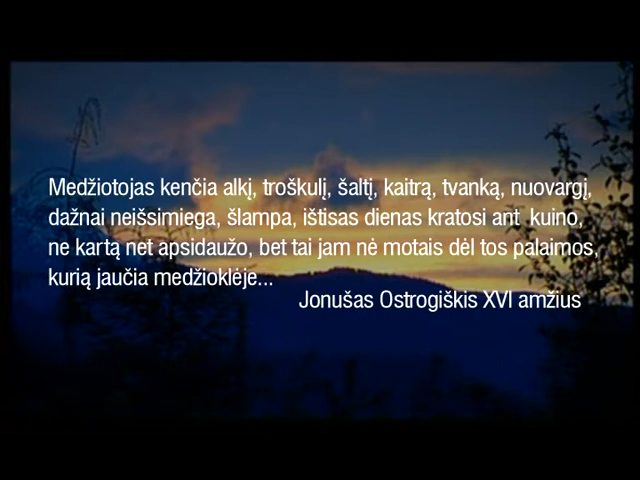 Medžiotojas kenčia alkį, troškulį, šaltį, kaitrą, tvanką, nuovargį,
dažnai neišsimiega, šlampa, ištisas dienas kratosi ant kuino,
ne kartą net apsidaužo, bet tai jam nė motais dėl tos palaimos,
kurią jaučia medžioklėje...
Jonušas Ostrogiškis XVI amžius